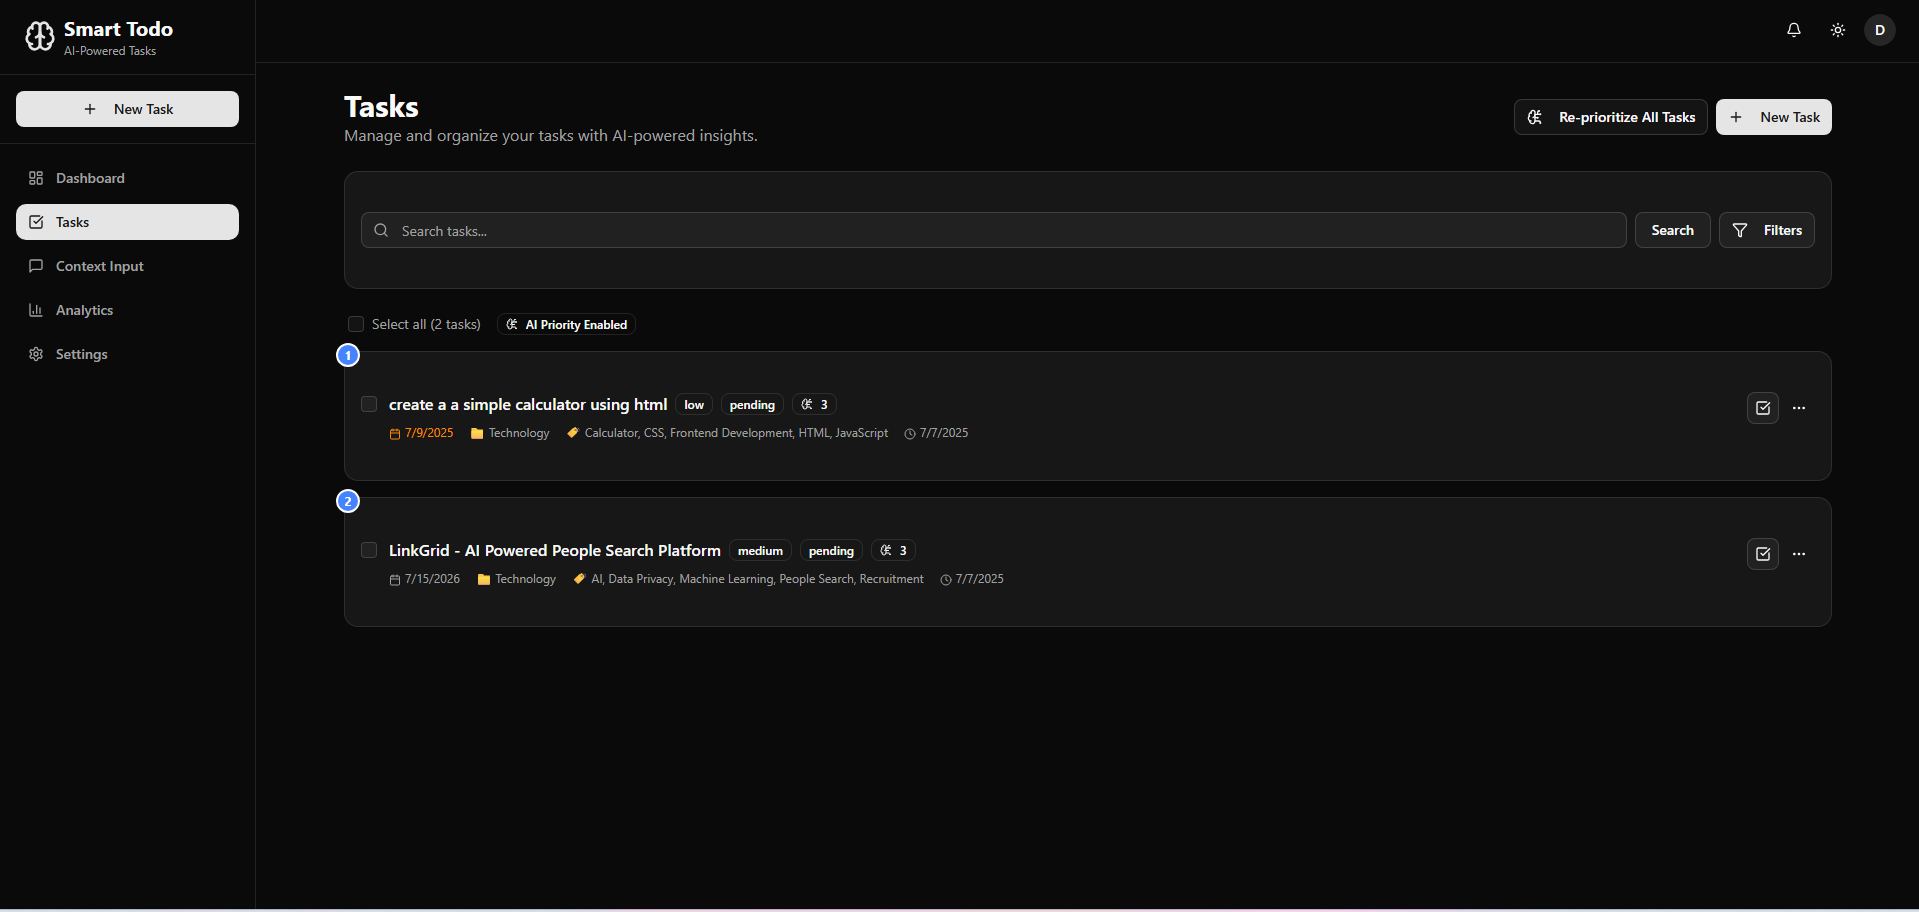 Smart Todo
AI-Powered Tasks
New Task
Dashboard
Tasks
Context Input
Analytics
Settings
D
Tasks
Manage and organize your tasks with AI-powered insights.
Re-prioritize All Tasks
New Task
Search tasks...
Search
Filters
Select all (2 tasks)
AI Priority Enabled
1
create a a simple calculator using html low pending 3
7/9/2025 Technology Calculator, CSS, Frontend Development, HTML, JavaScript 7/7/2025
2
LinkGrid - AI Powered People Search Platform medium pending 3
7/15/2026 Technology AI, Data Privacy, Machine Learning, People Search, Recruitment 7/7/2025